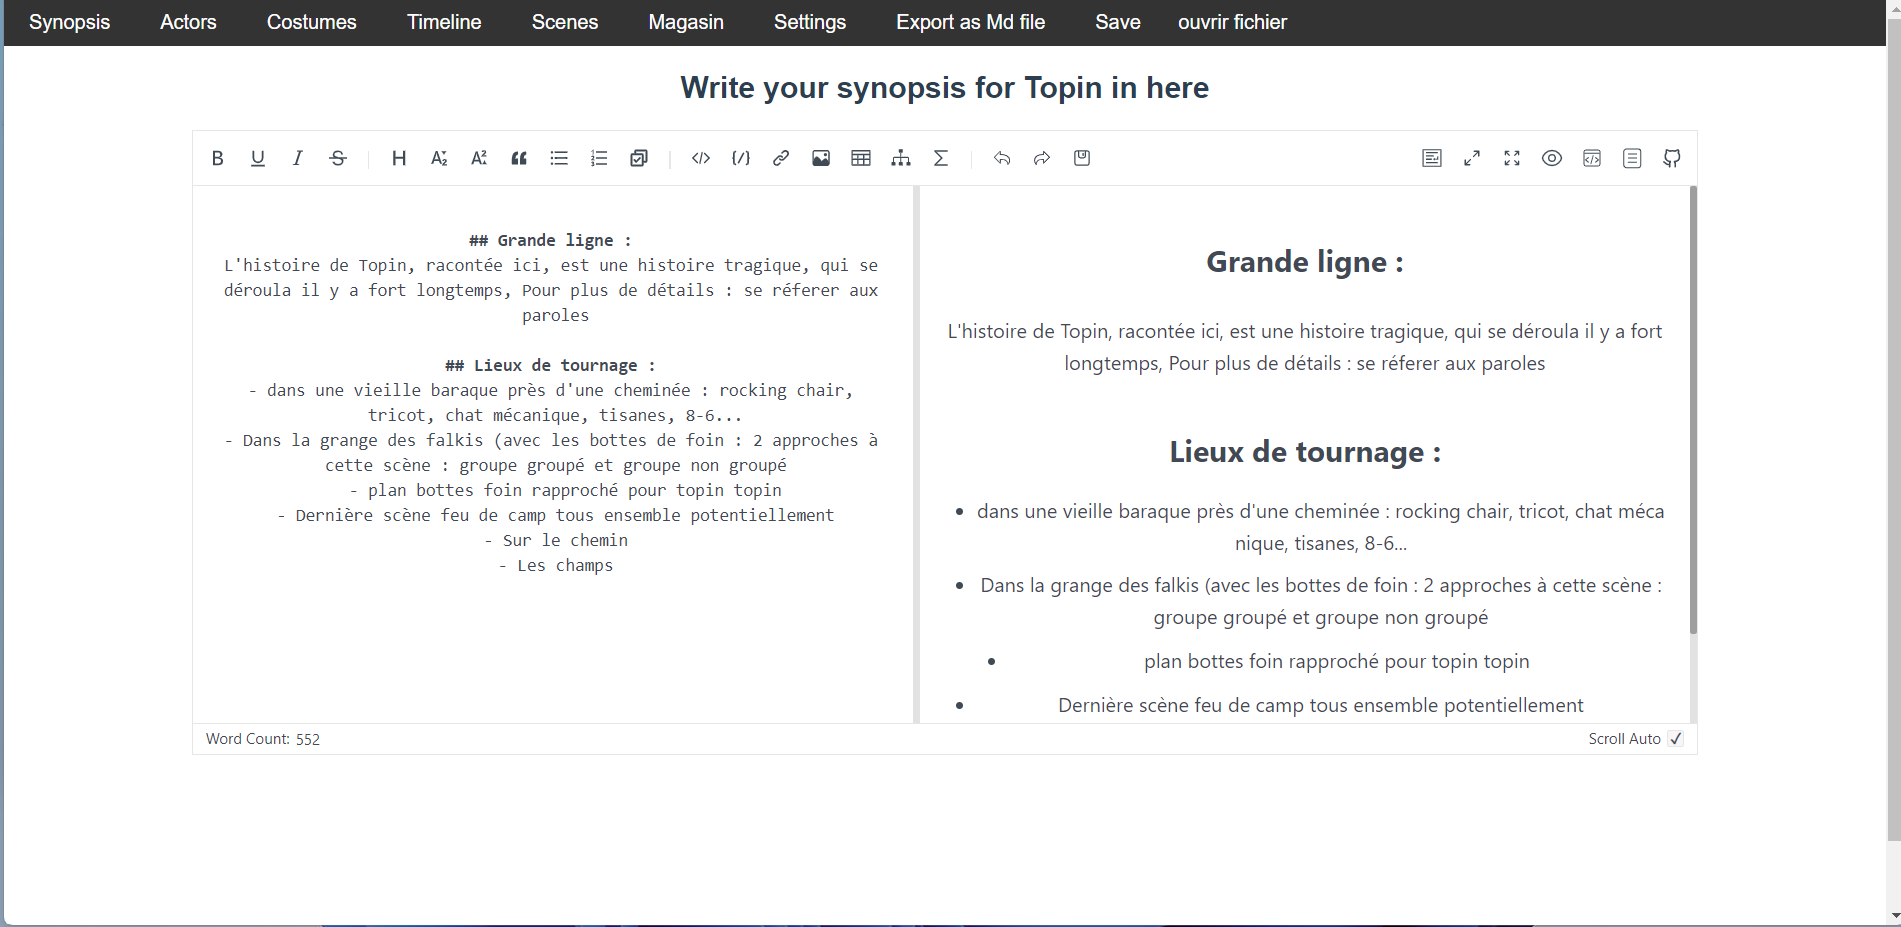 Synopsis Actors Costumes Timeline Scenes Magasin Settings Export as Md file Save ouvrir fichier
Write your synopsis for Topin in here
## Grande ligne :
L'histoire de Topin, racontée ici, est une histoire tragique, qui se
déroula il y a fort longtemps, Pour plus de détails : se réferer aux
paroles
## Lieux de tournage :
- dans une vieille baraque près d'une cheminée : rocking chair,
tricot, chat mécanique, tisanes, 8-6...
- Dans la grange des falkis (avec les bottes de foin : 2 approches à
cette scène : groupe groupé et groupe non groupé
- plan bottes foin rapproché pour topin topin
- Dernière scène feu de camp tous ensemble potentiellement
- Sur le chemin
- Les champs
Grande ligne :
L'histoire de Topin, racontée ici, est une histoire tragique, qui se déroula il y a fort
longtemps, Pour plus de détails : se réferer aux paroles
Lieux de tournage :
• dans une vieille baraque près d'une cheminée : rocking chair, tricot, chat méca
nique, tisanes, 8-6...
• Dans la grange des falkis (avec les bottes de foin : 2 approches à cette scène :
groupe groupé et groupe non groupé
• plan bottes foin rapproché pour topin topin
• Dernière scène feu de camp tous ensemble potentiellement
Word Count: 552
Scroll Auto